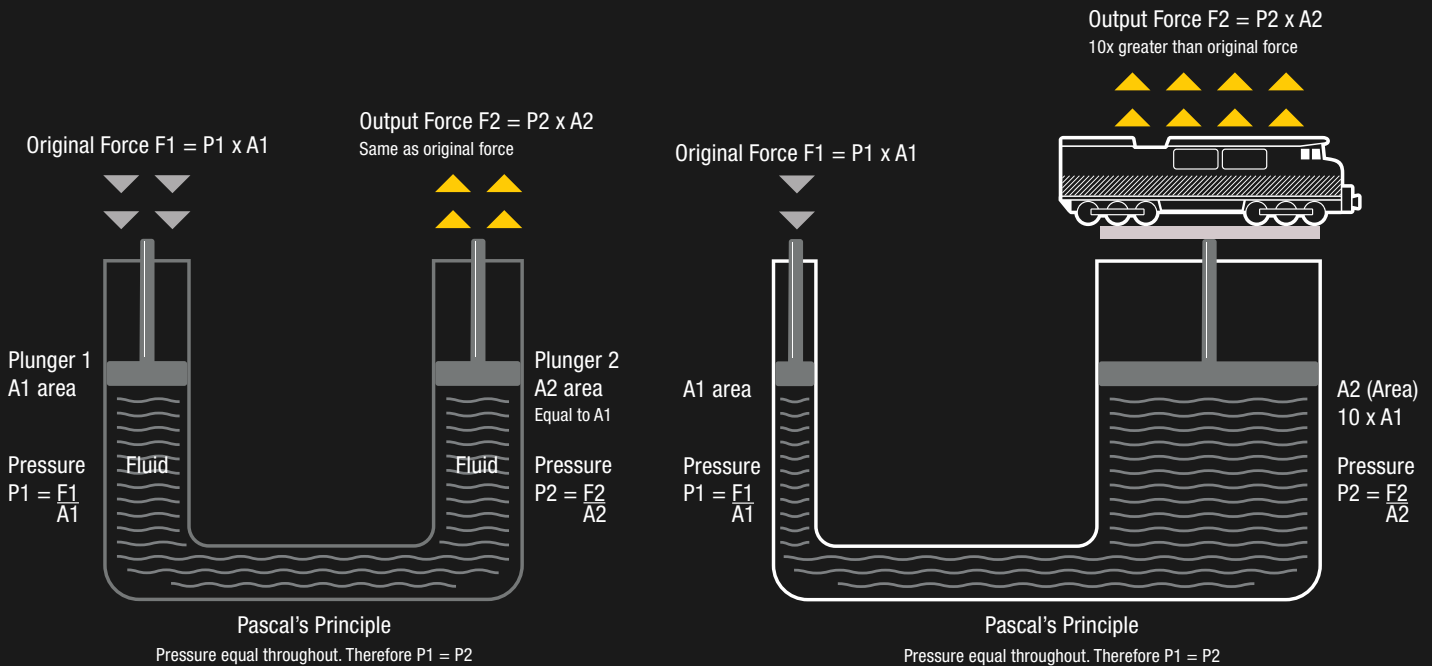 Original Force F1 = P1 x A1
Output Force F2 = P2 x A2
Same as original force
Plunger 1
A1 area
Pressure
P1 = F1
A1
Fluid
Fluid
Plunger 2
A2 area
Equal to A1
Pressure
P2 = F2
A2
Pascal's Principle
Pressure equal throughout. Therefore P1 = P2
Original Force F1 = P1 x A1
Output Force F2 = P2 x A2
10x greater than original force
A1 area
Pressure
P1 = F1
A1
A2 (Area)
10 x A1
Pressure
P2 = F2
A2
Pascal's Principle
Pressure equal throughout. Therefore P1 = P2